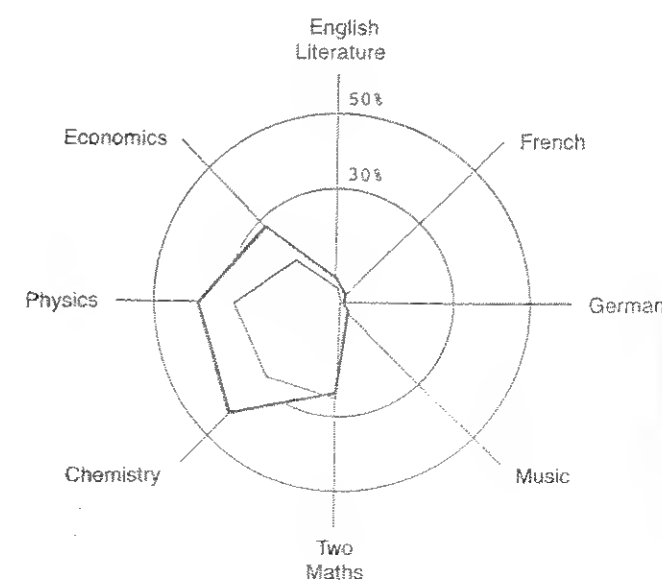 English
Literature
50%
Economics
French
30%
Physics
German
Chemistry
Music
Two
Maths